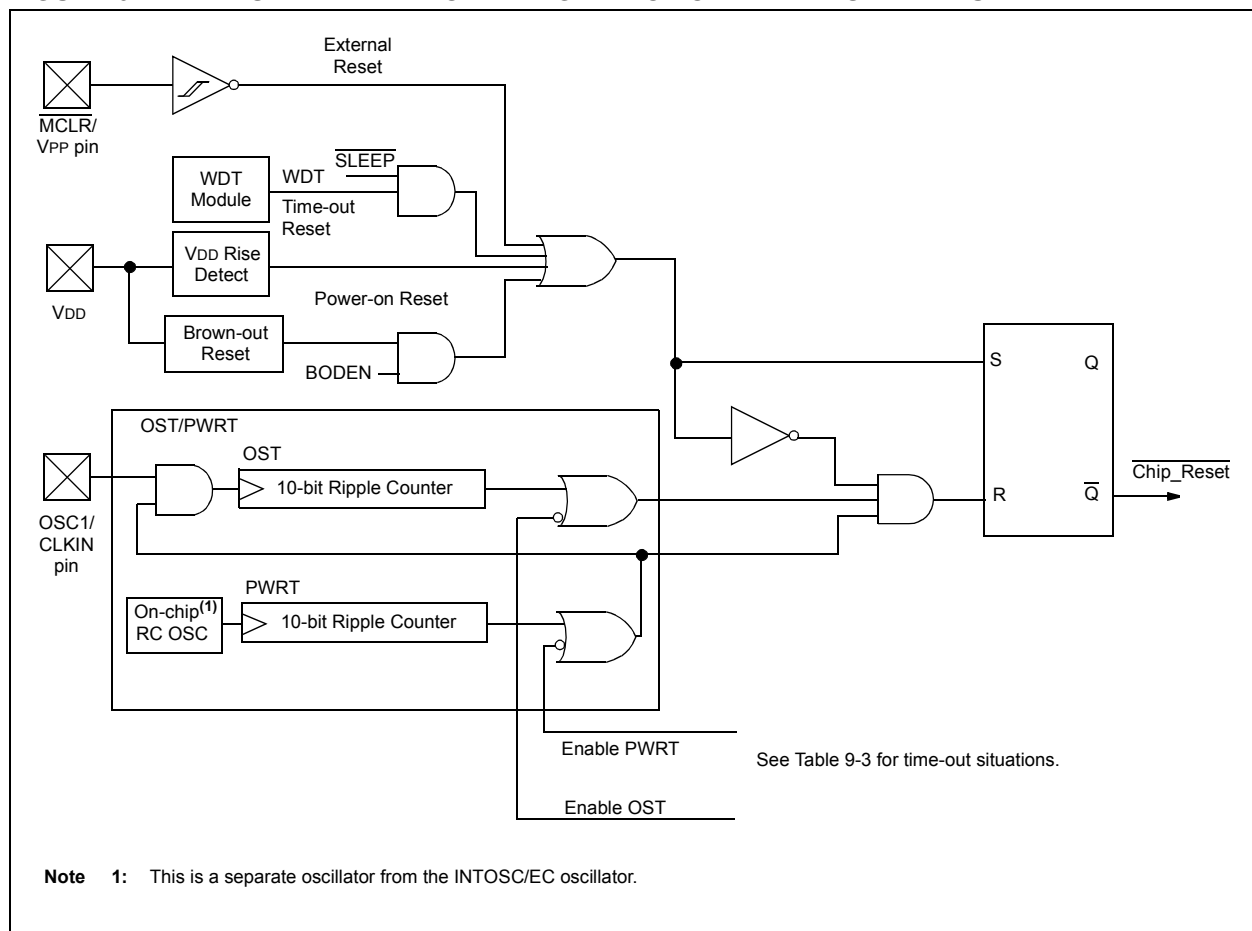 External
Reset
MCLR/
VPP pin
SLEEP
WDT
Module
WDT
Time-out
Reset
VDD Rise
Detect
VDD
Power-on Reset
Brown-out
Reset
BODEN
S
Q
OST/PWRT
OST
10-bit Ripple Counter
Chip_Reset
R
Q
OSC1/
CLKIN
pin
PWRT
On-chip(1)
RC OSC
10-bit Ripple Counter
Enable PWRT
See Table 9-3 for time-out situations.
Enable OST
Note 1: This is a separate oscillator from the INTOSC/EC oscillator.